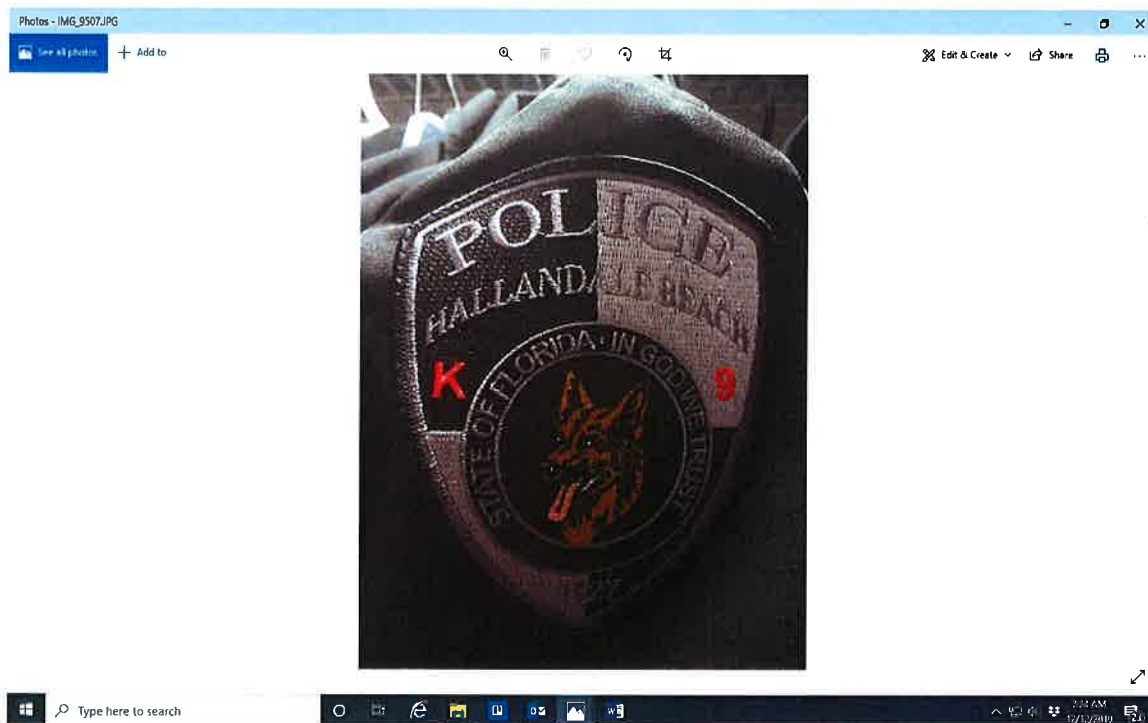 Photos - IMG_9507.JPG
See all photos
Add to
Edit & Create
Share
POLICE
HALLANDALE BEACH
K 9
STATE OF FLORIDA · IN GOD WE TRUST
Type here to search